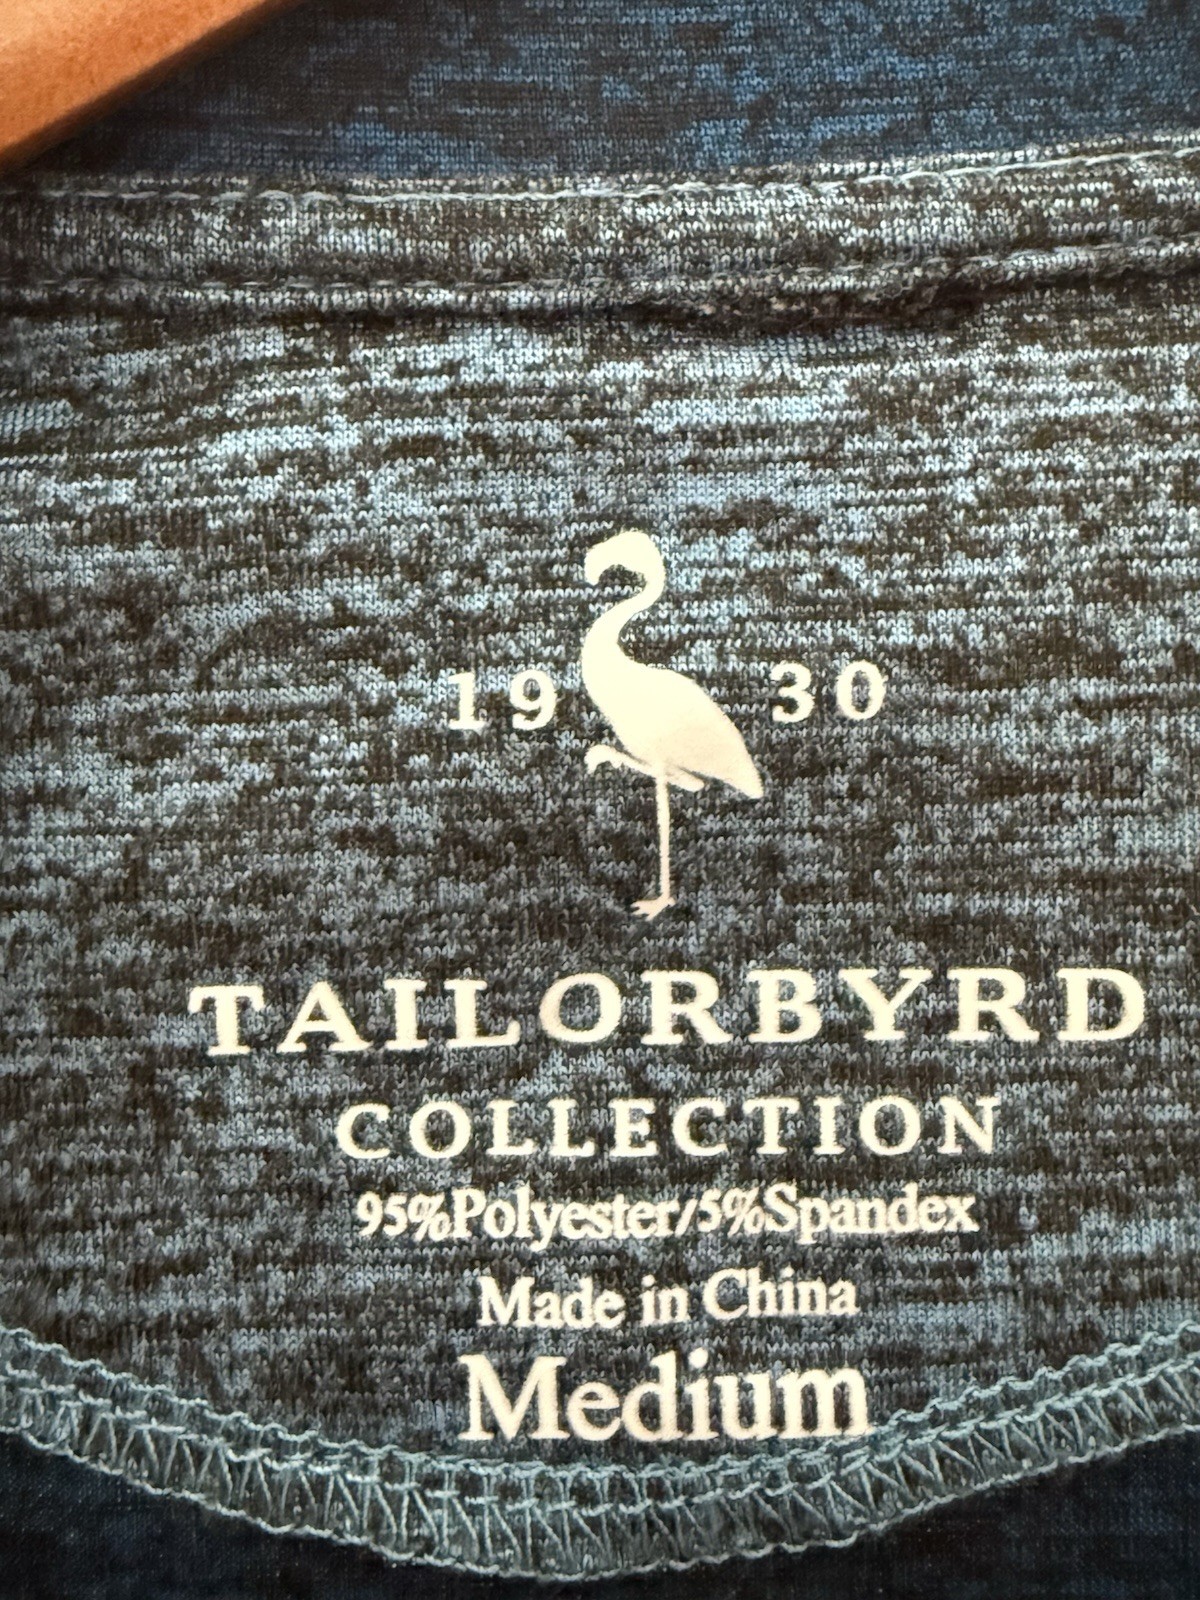 19 30
TAILORBYRD
COLLECTION
95%Polyester/5%Spandex
Made in China
Medium